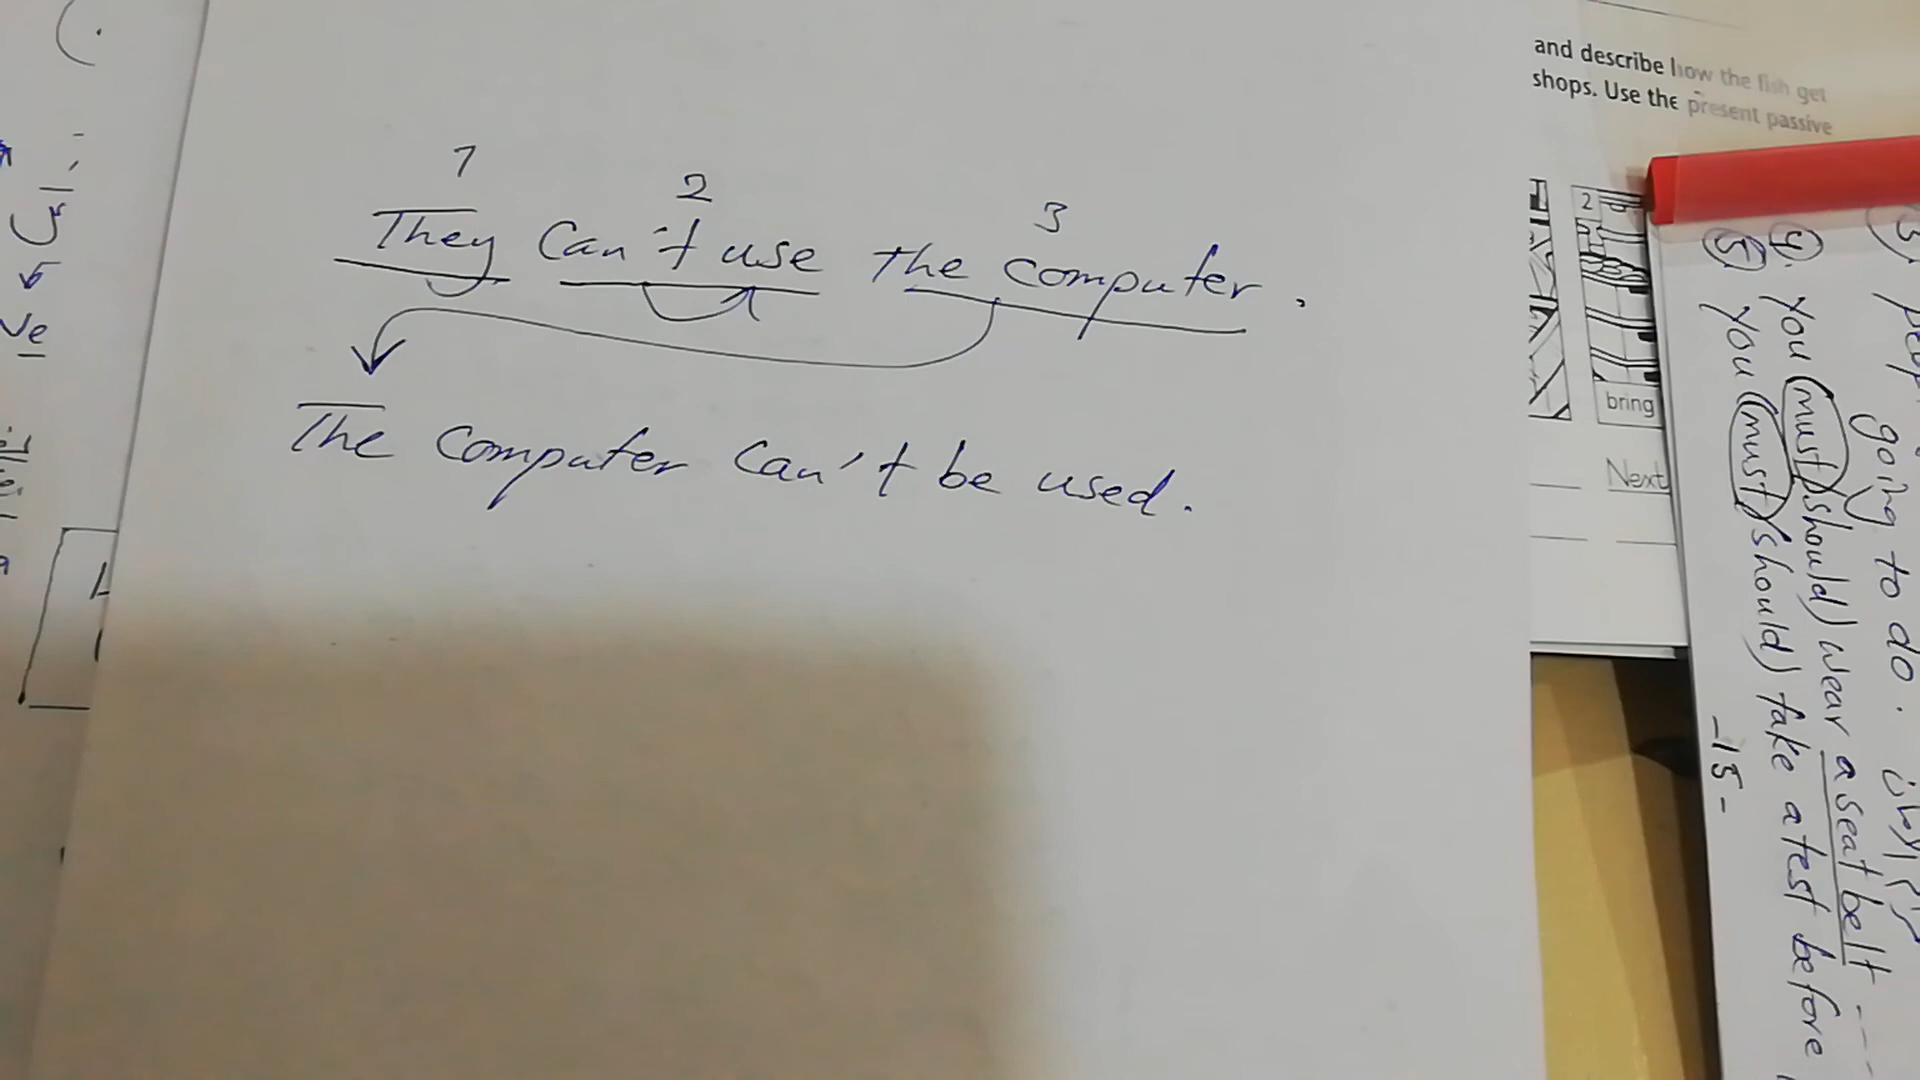 1 2 3
They can't use the computer.
The computer can't be used.
and describe how the fish get
shops. Use the present passive
2
bring
Next
going to do.
④ You (must/should) wear a seat belt ---
⑤ You (must/should) take a test before
-15-